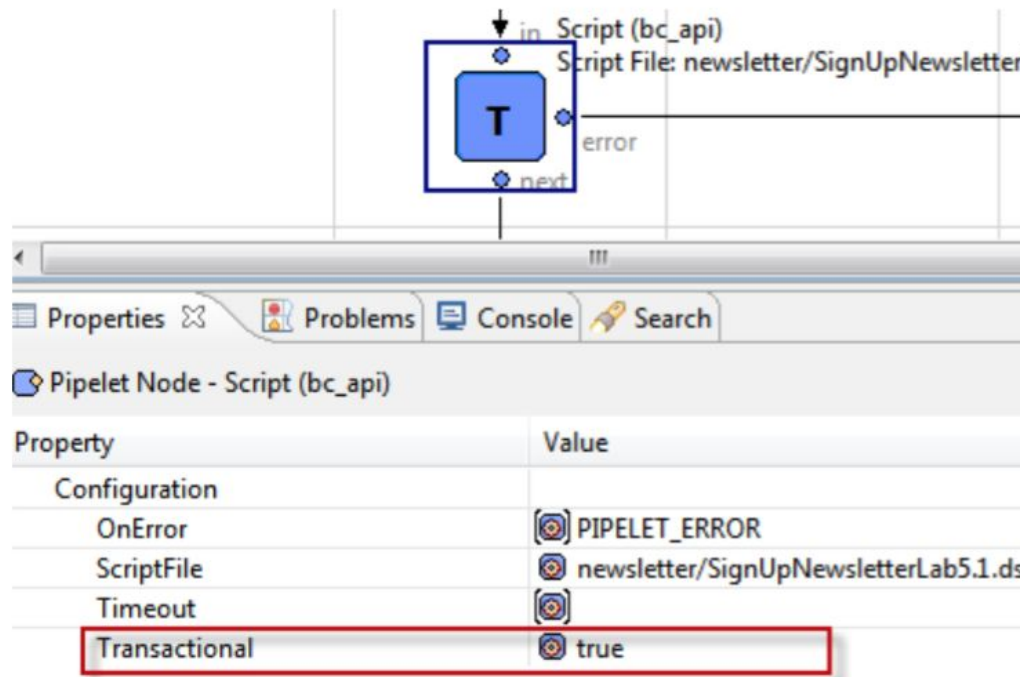 in Script (bc_api)
Script File: newsletter/SignUpNewsletter
T
error
next
Properties Problems Console Search
Pipelet Node - Script (bc_api)
Property Value
Configuration
OnError PIPELET_ERROR
ScriptFile newsletter/SignUpNewsletterLab5.1.ds
Timeout
Transactional true